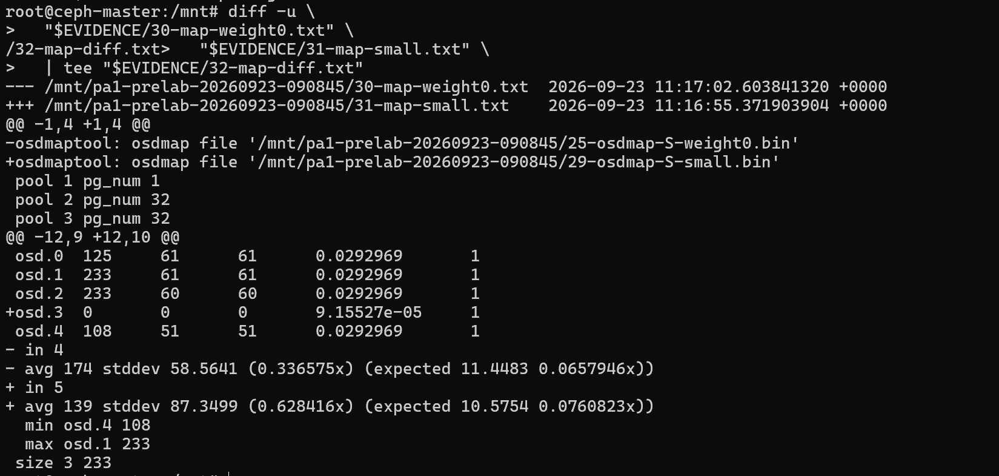 root@ceph-master:/mnt# diff -u \
>   "$EVIDENCE/30-map-weight0.txt" \
/32-map-diff.txt>   "$EVIDENCE/31-map-small.txt" \
>   | tee "$EVIDENCE/32-map-diff.txt"
--- /mnt/pa1-prelab-20260923-090845/30-map-weight0.txt  2026-09-23 11:17:02.603841320 +0000
+++ /mnt/pa1-prelab-20260923-090845/31-map-small.txt    2026-09-23 11:16:55.371903904 +0000
@@ -1,4 +1,4 @@
-osdmaptool: osdmap file '/mnt/pa1-prelab-20260923-090845/25-osdmap-S-weight0.bin'
+osdmaptool: osdmap file '/mnt/pa1-prelab-20260923-090845/29-osdmap-S-small.bin'
 pool 1 pg_num 1
 pool 2 pg_num 32
 pool 3 pg_num 32
@@ -12,9 +12,10 @@
 osd.0  125     61      61      0.0292969       1
 osd.1  233     61      61      0.0292969       1
 osd.2  233     60      60      0.0292969       1
+osd.3  0       0       0       9.15527e-05     1
 osd.4  108     51      51      0.0292969       1
- in 4
- avg 174 stddev 58.5641 (0.336575x) (expected 11.4483 0.0657946x))
+ in 5
+ avg 139 stddev 87.3499 (0.628416x) (expected 10.5754 0.0760823x))
  min osd.4 108
  max osd.1 233
 size 3 233